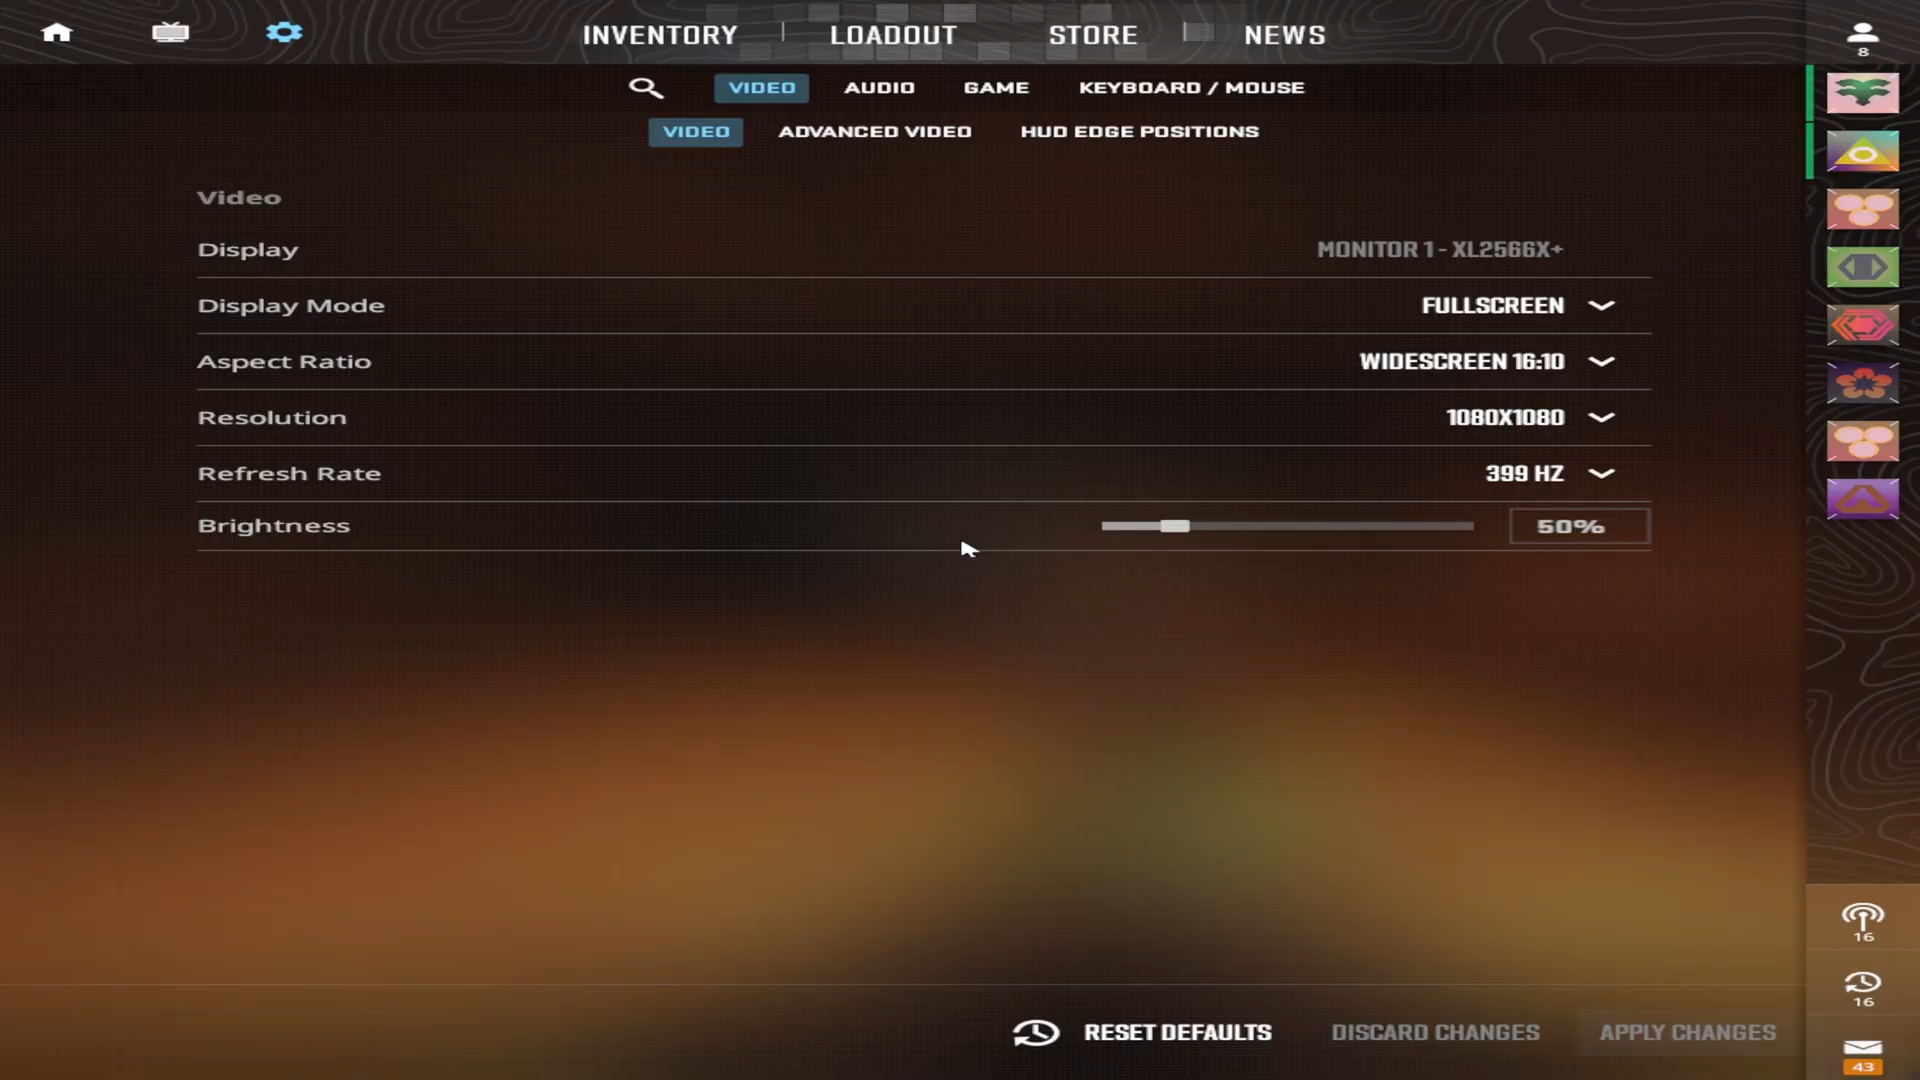 INVENTORY LOADOUT STORE NEWS
8
VIDEO AUDIO GAME KEYBOARD / MOUSE
VIDEO ADVANCED VIDEO HUD EDGE POSITIONS
Video
Display MONITOR 1 - XL2566X+
Display Mode FULLSCREEN
Aspect Ratio WIDESCREEN 16:10
Resolution 1080X1080
Refresh Rate 399 HZ
Brightness 50%
16
16
RESET DEFAULTS DISCARD CHANGES APPLY CHANGES
43